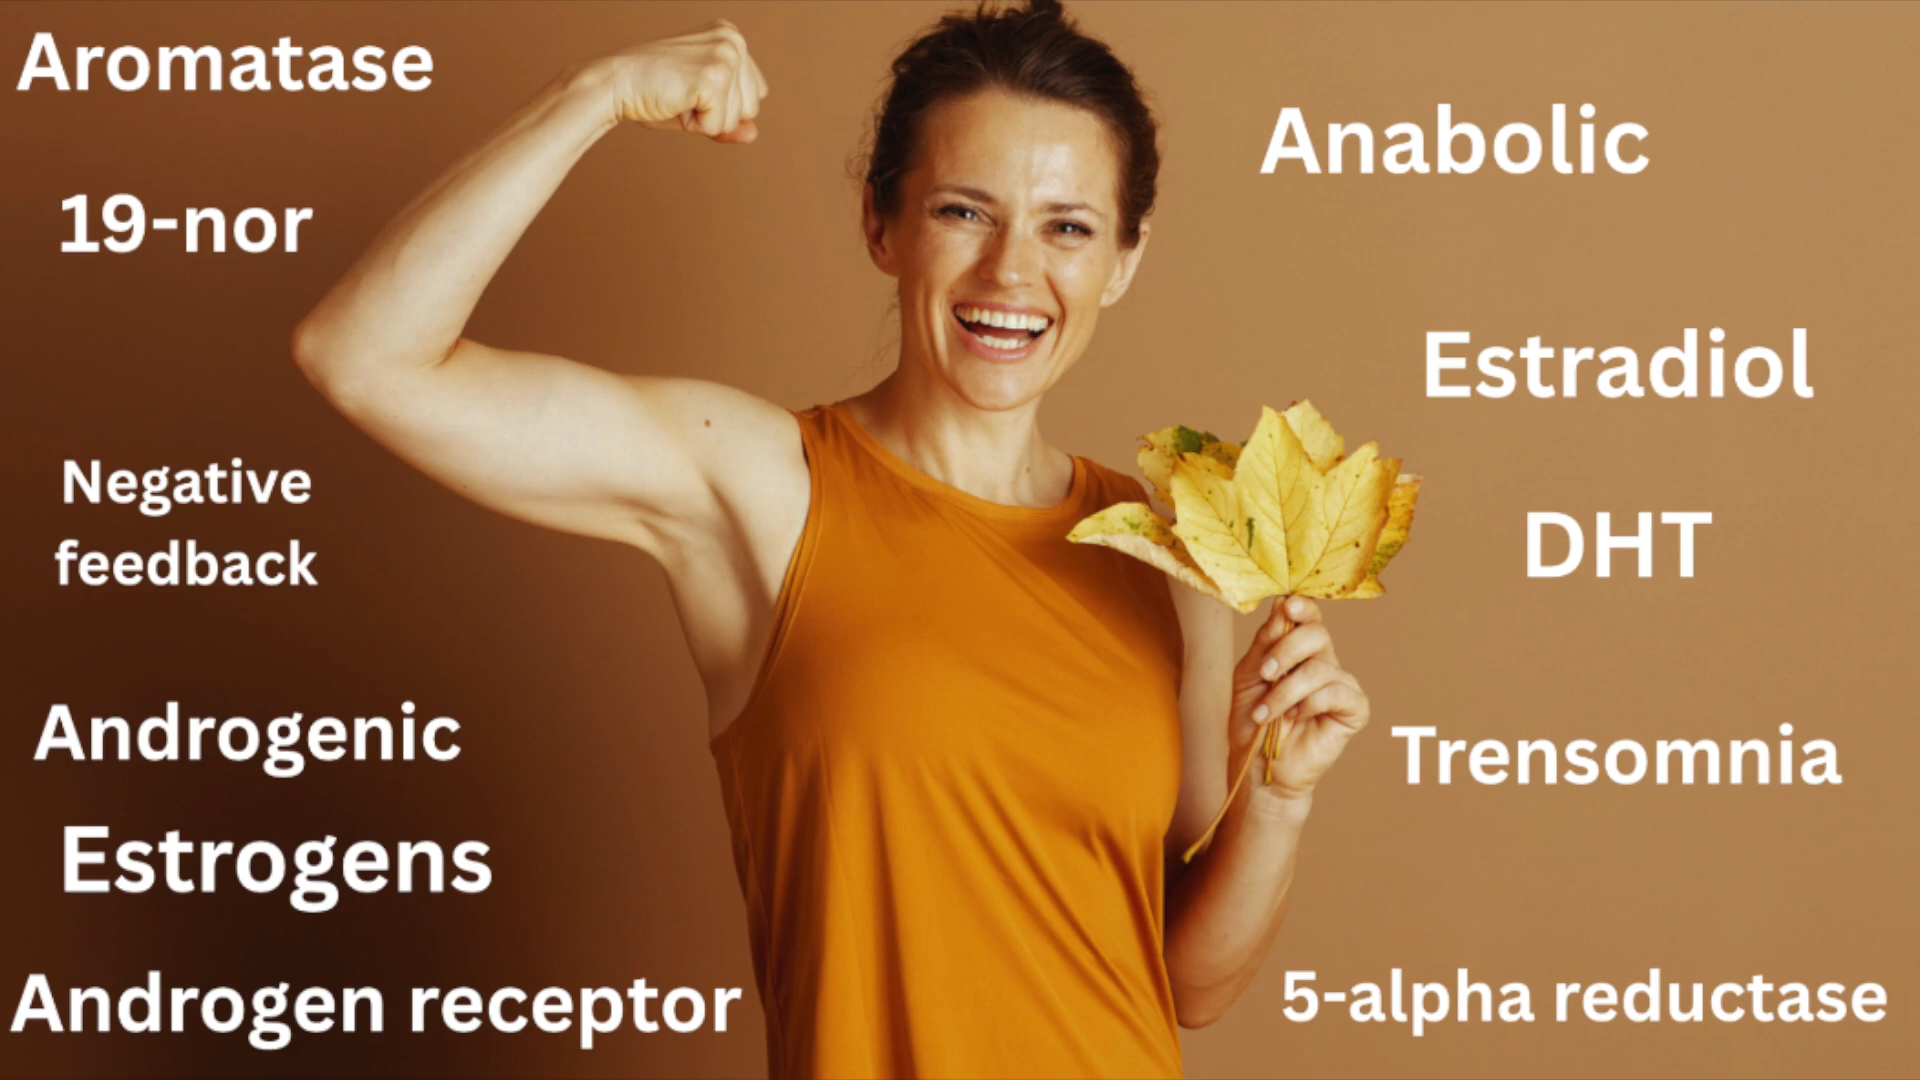 Aromatase
19-nor
Negative
feedback
Androgenic
Estrogens
Androgen receptor
Anabolic
Estradiol
DHT
Trensomnia
5-alpha reductase